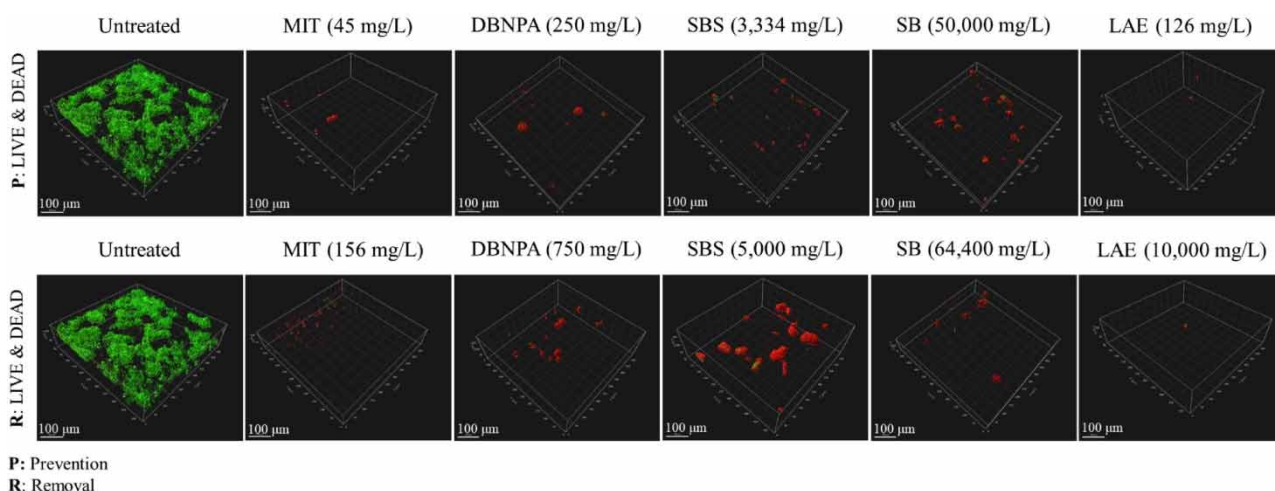 Untreated MIT (45 mg/L) DBNPA (250 mg/L) SBS (3,334 mg/L) SB (50,000 mg/L) LAE (126 mg/L)
P: LIVE & DEAD
100 µm 100 µm 100 µm 100 µm 100 µm 100 µm
Untreated MIT (156 mg/L) DBNPA (750 mg/L) SBS (5,000 mg/L) SB (64,400 mg/L) LAE (10,000 mg/L)
R: LIVE & DEAD
100 µm 100 µm 100 µm 100 µm 100 µm 100 µm
P: Prevention
R: Removal